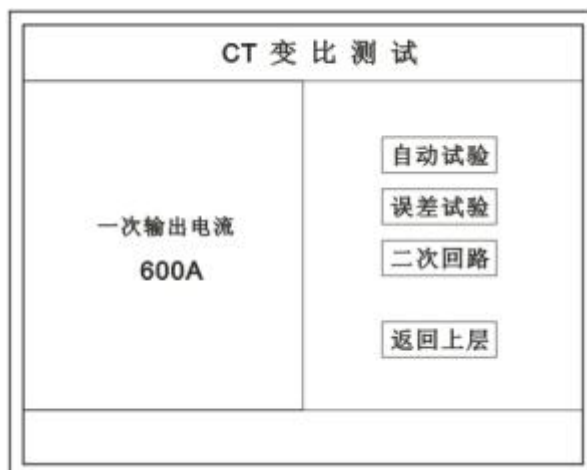 CT 变 比 测 试
一次输出电流
600A
自动试验
误差试验
二次回路
返回上层